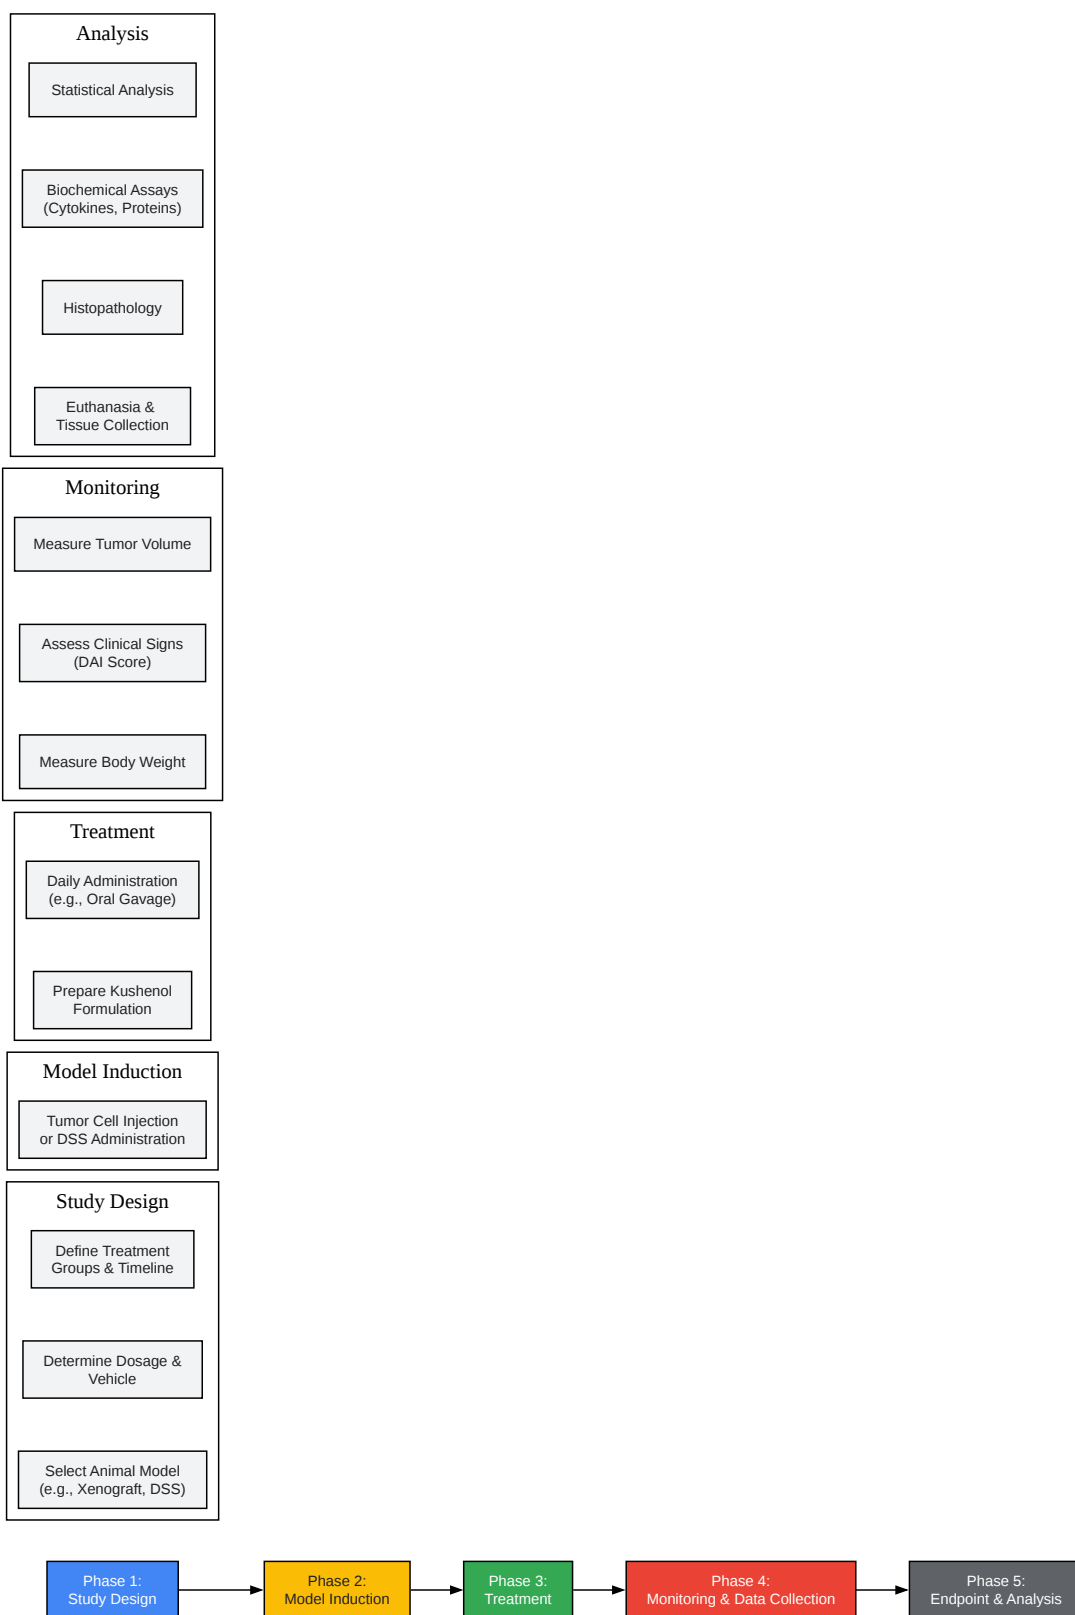 Analysis
Statistical Analysis
Biochemical Assays
(Cytokines, Proteins)
Histopathology
Euthanasia &
Tissue Collection
Monitoring
Measure Tumor Volume
Assess Clinical Signs
(DAI Score)
Measure Body Weight
Treatment
Daily Administration
(e.g., Oral Gavage)
Prepare Kushenol
Formulation
Model Induction
Tumor Cell Injection
or DSS Administration
Study Design
Define Treatment
Groups & Timeline
Determine Dosage &
Vehicle
Select Animal Model
(e.g., Xenograft, DSS)
Phase 1:
Study Design
Phase 2:
Model Induction
Phase 3:
Treatment
Phase 4:
Monitoring & Data Collection
Phase 5:
Endpoint & Analysis